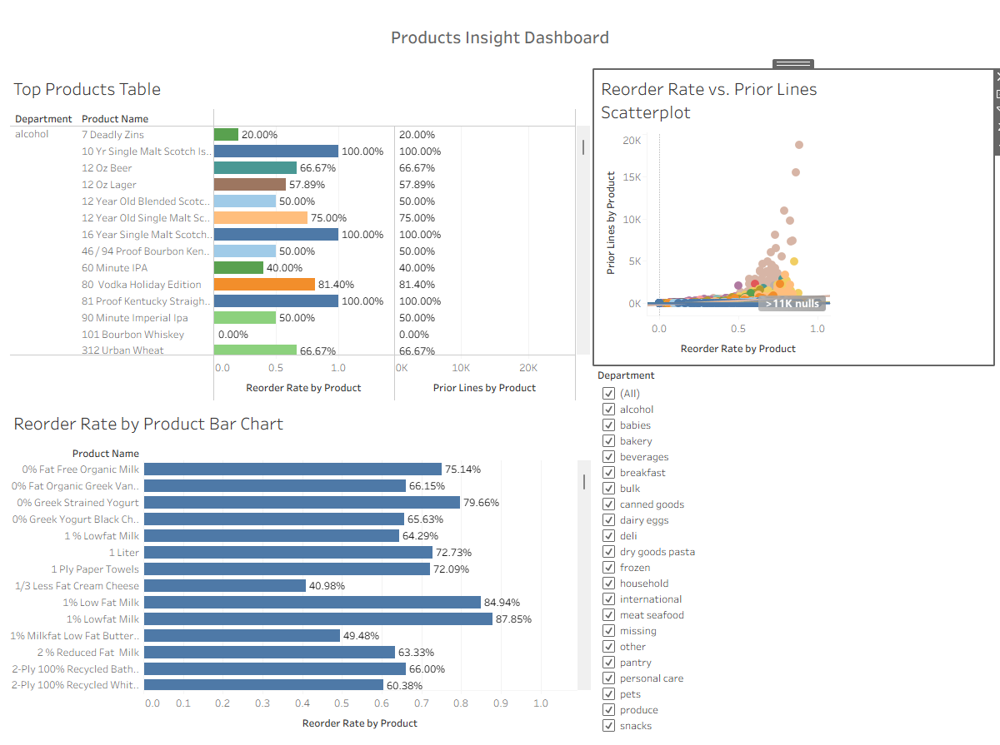 Products Insight Dashboard
Top Products Table
Department Product Name
alcohol 7 Deadly Zins 20.00% 20.00%
10 Yr Single Malt Scotch Is.. 100.00% 100.00%
12 Oz Beer 66.67% 66.67%
12 Oz Lager 57.89% 57.89%
12 Year Old Blended Scotc.. 50.00% 50.00%
12 Year Old Single Malt Sc.. 75.00% 75.00%
16 Year Single Malt Scotch.. 100.00% 100.00%
46 / 94 Proof Bourbon Ken.. 50.00% 50.00%
60 Minute IPA 40.00% 40.00%
80 Vodka Holiday Edition 81.40% 81.40%
81 Proof Kentucky Straigh.. 100.00% 100.00%
90 Minute Imperial Ipa 50.00% 50.00%
101 Bourbon Whiskey 0.00% 0.00%
312 Urban Wheat 66.67% 66.67%
0.0 0.5 1.0 0K 10K 20K
Reorder Rate by Product Prior Lines by Product
Reorder Rate vs. Prior Lines
Scatterplot
20K
15K
10K
5K
0K
Prior Lines by Product
>11K nulls
0.0 0.5 1.0
Reorder Rate by Product
Reorder Rate by Product Bar Chart
Product Name
0% Fat Free Organic Milk 75.14%
0% Fat Organic Greek Van.. 66.15%
0% Greek Strained Yogurt 79.66%
0% Greek Yogurt Black Ch.. 65.63%
1 % Lowfat Milk 64.29%
1 Liter 72.73%
1 Ply Paper Towels 72.09%
1/3 Less Fat Cream Cheese 40.98%
1% Low Fat Milk 84.94%
1% Lowfat Milk 87.85%
1% Milkfat Low Fat Butter.. 49.48%
2 % Reduced Fat Milk 63.33%
2-Ply 100% Recycled Bath.. 66.00%
2-Ply 100% Recycled Whit.. 60.38%
0.0 0.1 0.2 0.3 0.4 0.5 0.6 0.7 0.8 0.9 1.0
Reorder Rate by Product
Department
(All)
alcohol
babies
bakery
beverages
breakfast
bulk
canned goods
dairy eggs
deli
dry goods pasta
frozen
household
international
meat seafood
missing
other
pantry
personal care
pets
produce
snacks